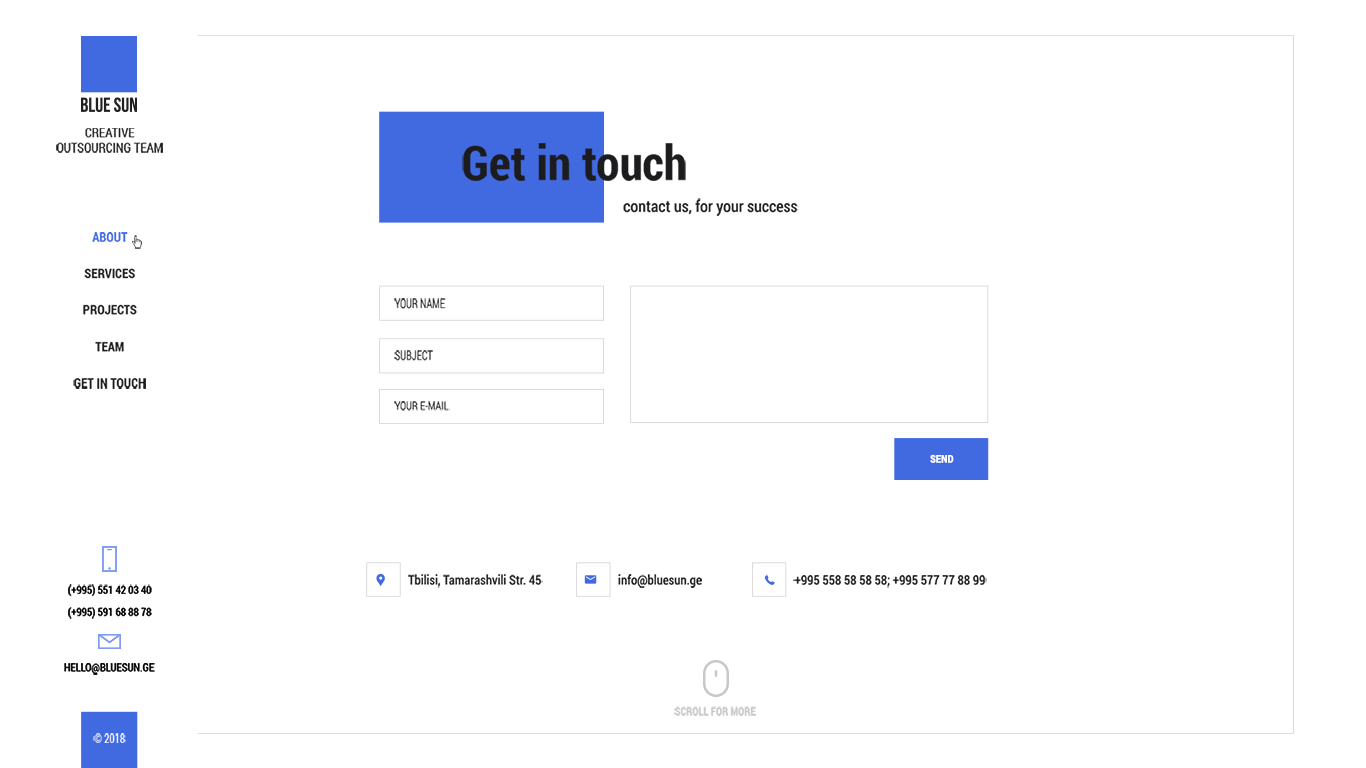 BLUE SUN
CREATIVE
OUTSOURCING TEAM
ABOUT
SERVICES
PROJECTS
TEAM
GET IN TOUCH
(+995) 551 42 03 40
(+995) 591 68 88 78
HELLO@BLUESUN.GE
© 2018
Get in touch
contact us, for your success
YOUR NAME
SUBJECT
YOUR E-MAIL
SEND
Tbilisi, Tamarashvili Str. 45
info@bluesun.ge
+995 558 58 58 58; +995 577 77 88 99
SCROLL FOR MORE